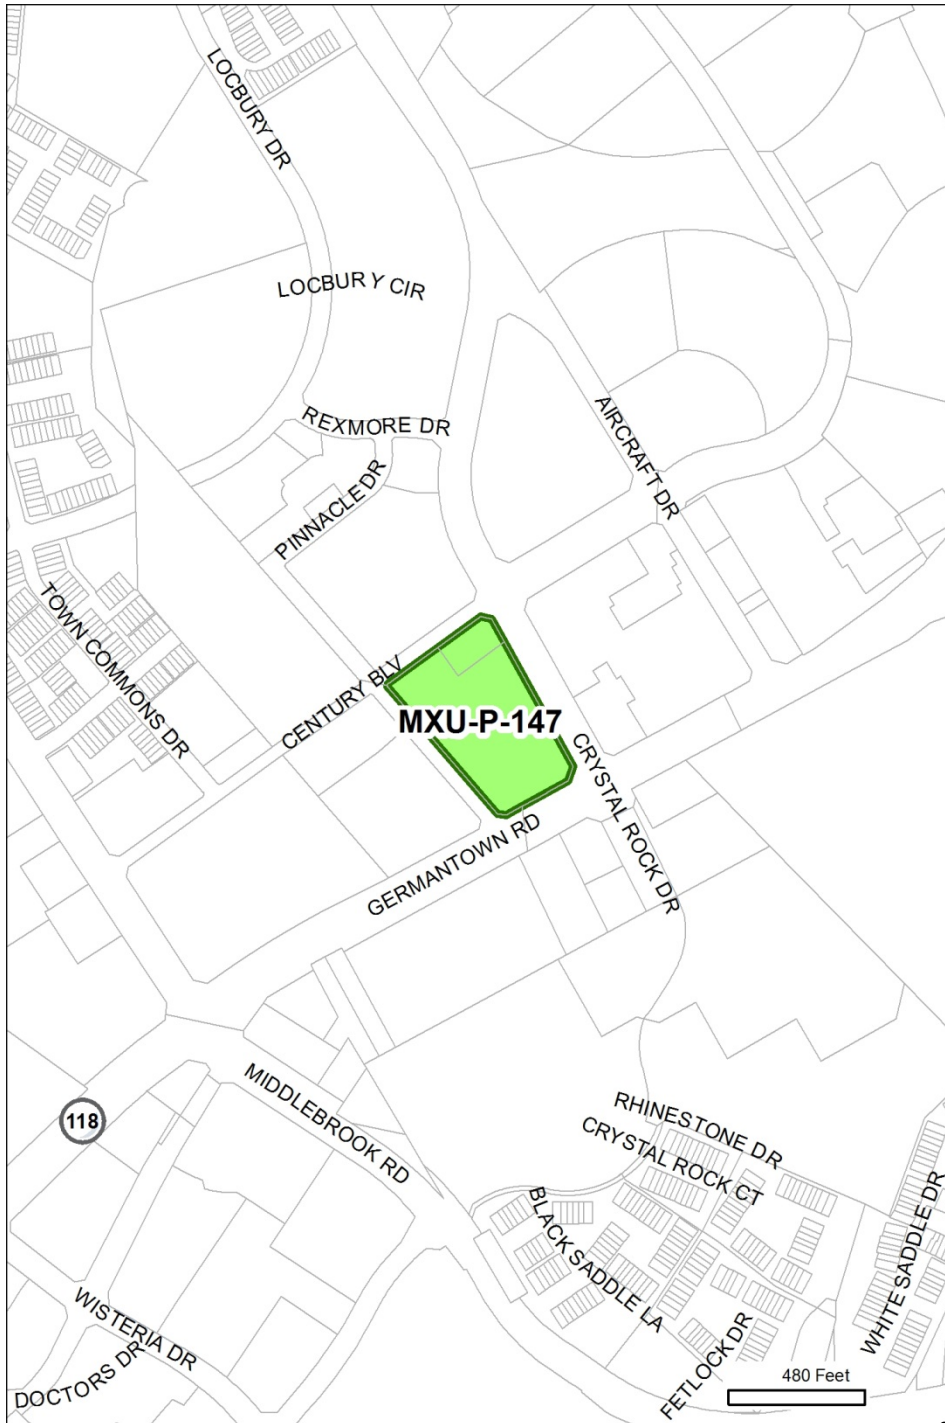 LOCBURY DR
LOCBURY CIR
REXMORE DR
AIRCRAFT DR
PINNACLE DR
TOWN COMMONS DR
CENTURY BLV
MXU-P-147
CRYSTAL ROCK DR
GERMANTOWN RD
MIDDLEBROOK RD
118
RHINESTONE DR
CRYSTAL ROCK CT
BLACK SADDLE LA
WHITE SADDLE DR
WISTERIA DR
DOCTORS DR
FETLOCK DR
480 Feet